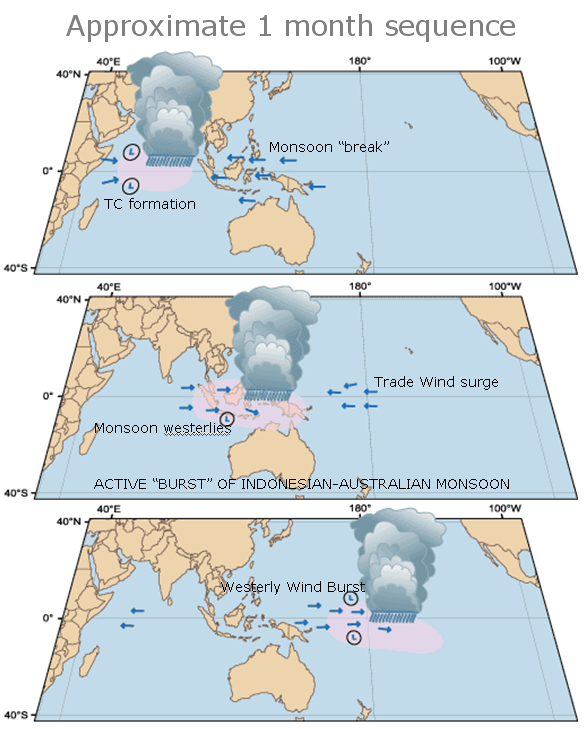 Approximate 1 month sequence
40°E 180° 100°W
40°N
L
Monsoon “break”
0°
L
TC formation
40°S
40°E 180° 100°W
40°N
Trade Wind surge
0°
L
Monsoon westerlies
ACTIVE “BURST” OF INDONESIAN-AUSTRALIAN MONSOON
40°S
40°E 180° 100°W
40°N
Westerly Wind Burst
L
0°
L
40°S